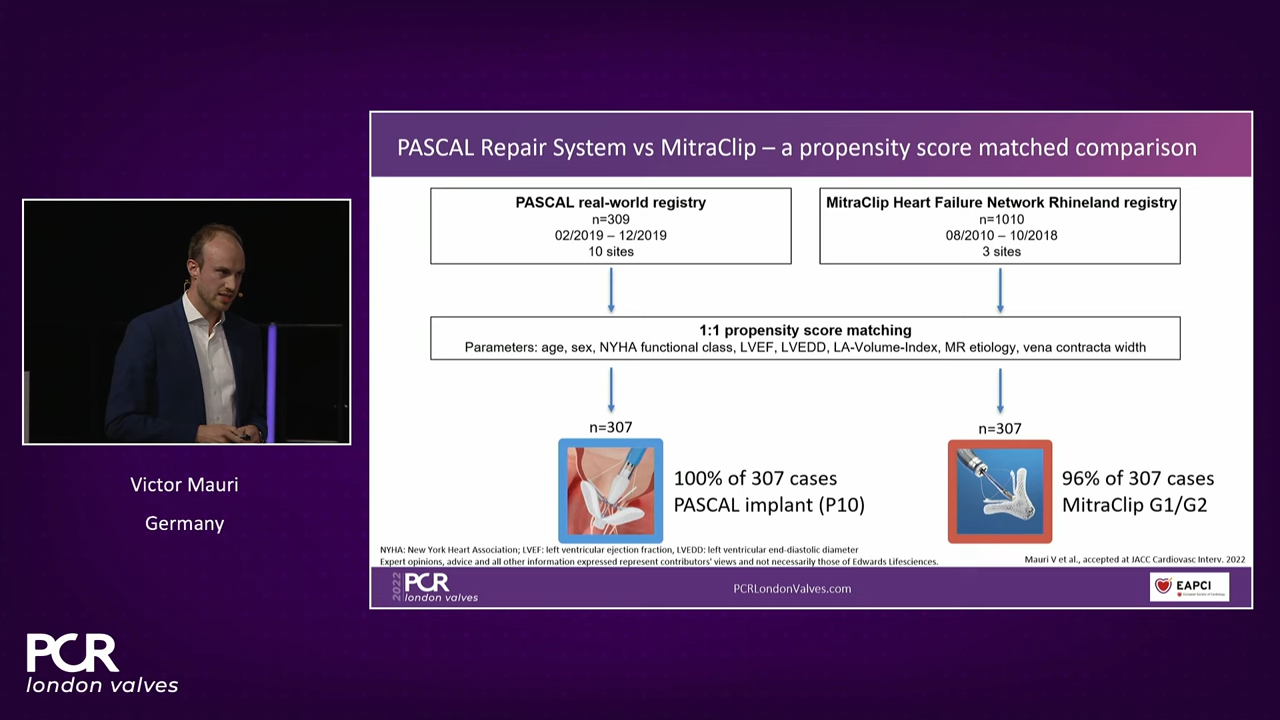 PASCAL Repair System vs MitraClip – a propensity score matched comparison
PASCAL real-world registry
n=309
02/2019 – 12/2019
10 sites
MitraClip Heart Failure Network Rhineland registry
n=1010
08/2010 – 10/2018
3 sites
1:1 propensity score matching
Parameters: age, sex, NYHA functional class, LVEF, LVEDD, LA-Volume-Index, MR etiology, vena contracta width
n=307
100% of 307 cases
PASCAL implant (P10)
n=307
96% of 307 cases
MitraClip G1/G2
NYHA: New York Heart Association; LVEF: left ventricular ejection fraction, LVEDD: left ventricular end-diastolic diameter
Expert opinions, advice and all other information expressed represent contributors' views and not necessarily those of Edwards Lifesciences.
Mauri V et al., accepted at JACC Cardiovasc Interv. 2022
2022
PCR
london valves
PCRLondonValves.com
EAPCI
Victor Mauri
Germany
PCR
london valves